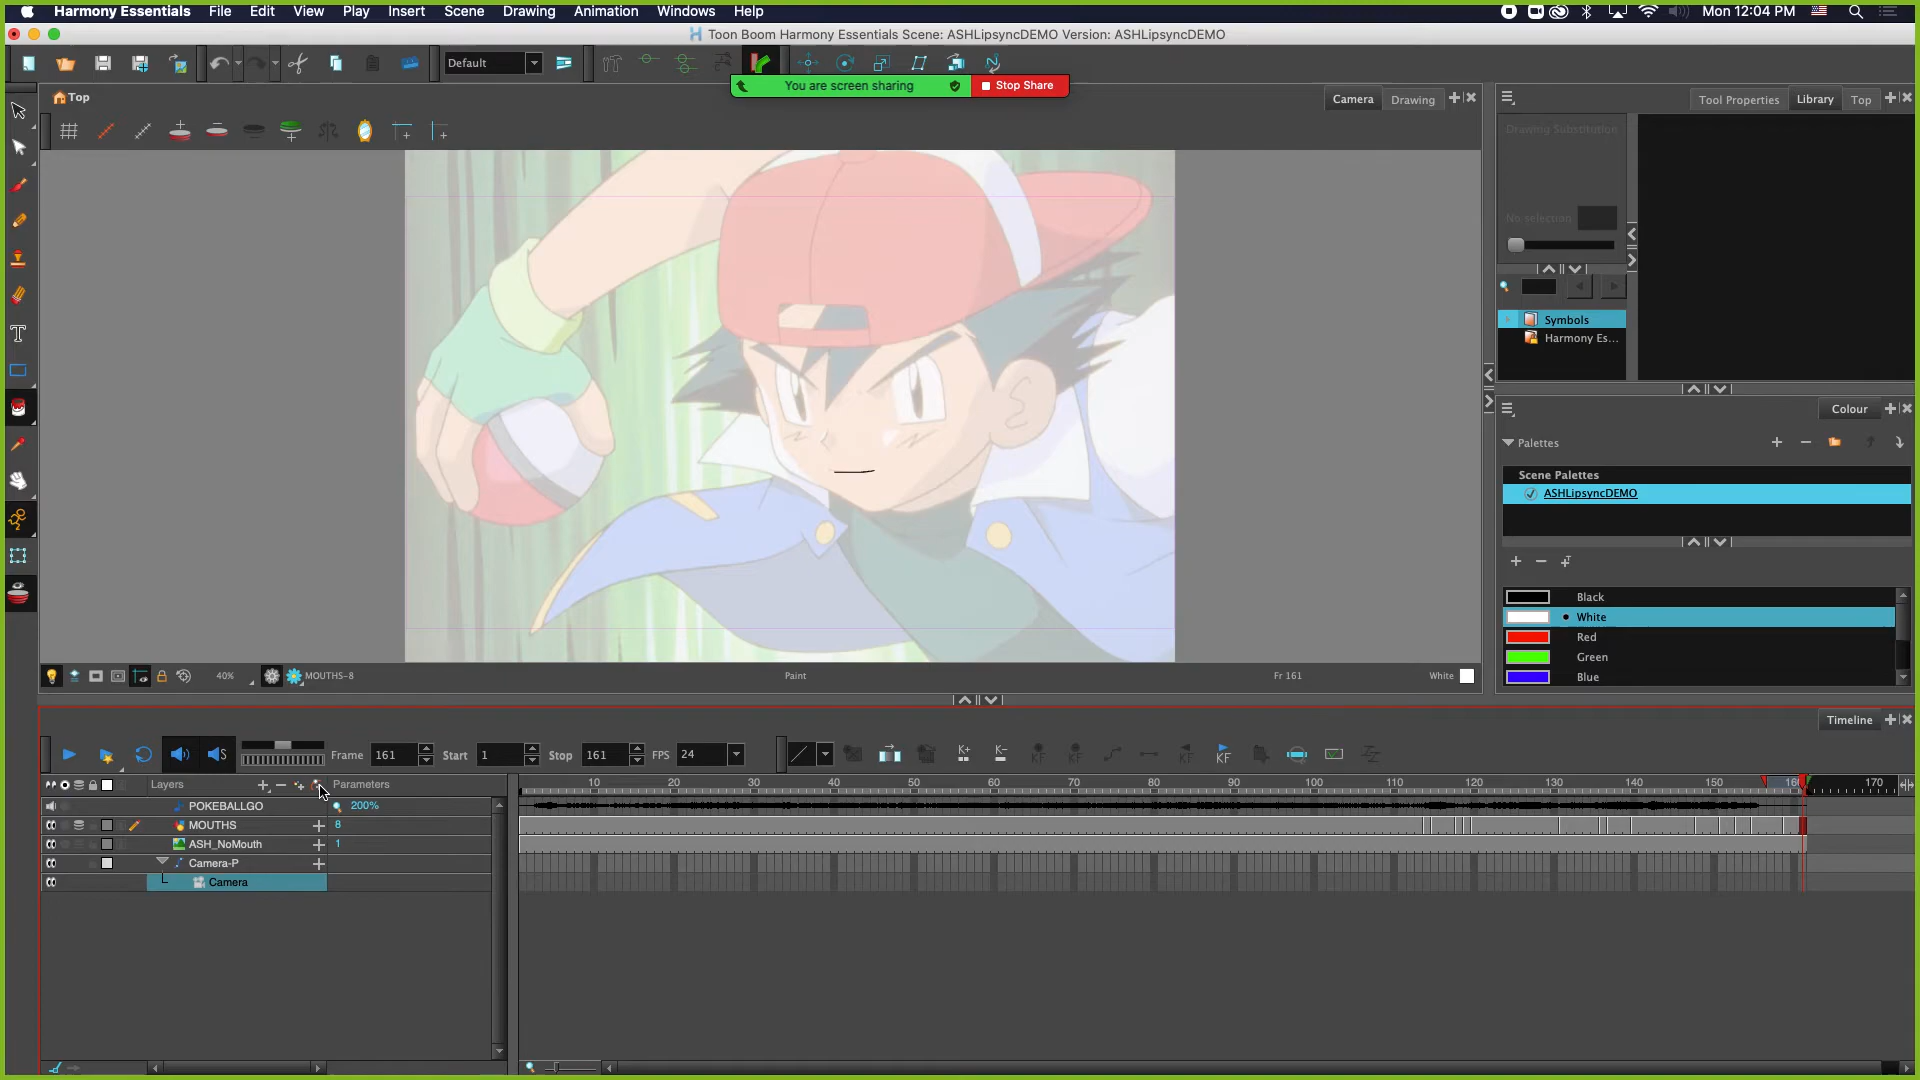 Harmony Essentials File Edit View Play Insert Scene Drawing Animation Windows Help Mon 12:04 PM
Toon Boom Harmony Essentials Scene: ASHLipsyncDEMO Version: ASHLipsyncDEMO
Default
You are screen sharing Stop Share
Top Camera Drawing Tool Properties Library Top
Drawing Substitution
No selection
Symbols
Harmony Es...
Colour
Palettes
Scene Palettes
ASHLipsyncDEMO
Black
White
Red
Green
Blue
40% MOUTHS-8 Paint Fr 161 White
Timeline
Frame 161 Start 1 Stop 161 FPS 24
Layers Parameters 10 20 30 40 50 60 70 80 90 100 110 120 130 140 150 160 170
POKEBALLGO 200%
MOUTHS 8
ASH_NoMouth 1
Camera-P
Camera